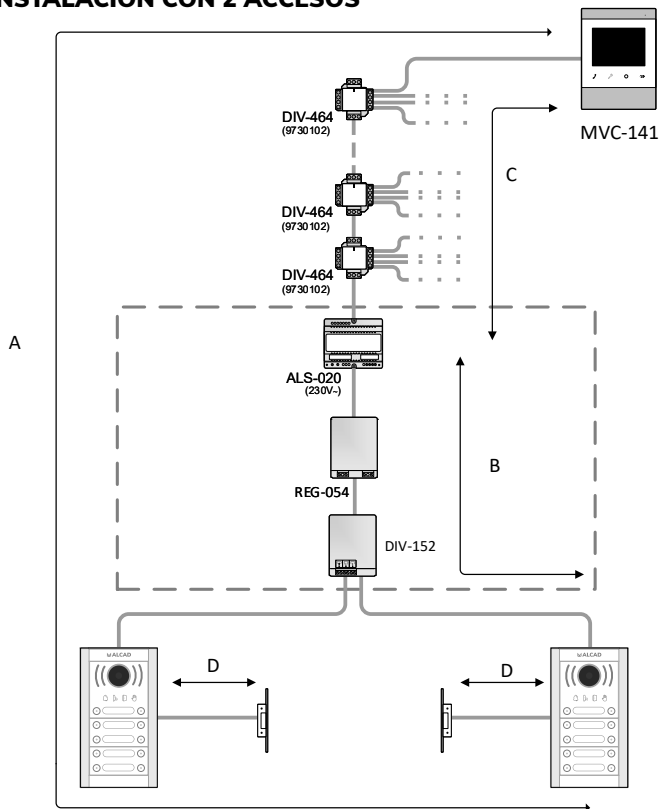 INSTALACIÓN CON 2 ACCESOS
MVC-141
DIV-464
(9730102)
C
DIV-464
(9730102)
DIV-464
(9730102)
A
ALS-020
(230V~)
B
REG-054
DIV-152
ALCAD
D
D
ALCAD